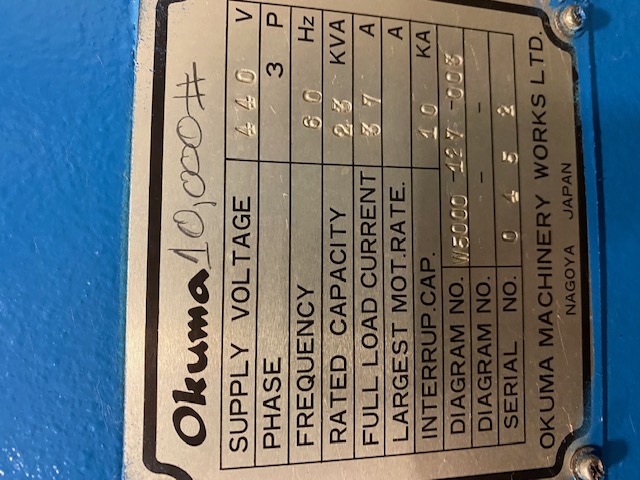 Okuma 10,000#
SUPPLY VOLTAGE 440 V
PHASE 3 P
FREQUENCY 60 Hz
RATED CAPACITY 23 KVA
FULL LOAD CURRENT 37 A
LARGEST MOT.RATE. A
INTERRUP.CAP. 10 KA
DIAGRAM NO. W5000-127-003
DIAGRAM NO. - -
SERIAL NO. 0452
OKUMA MACHINERY WORKS LTD.
NAGOYA JAPAN